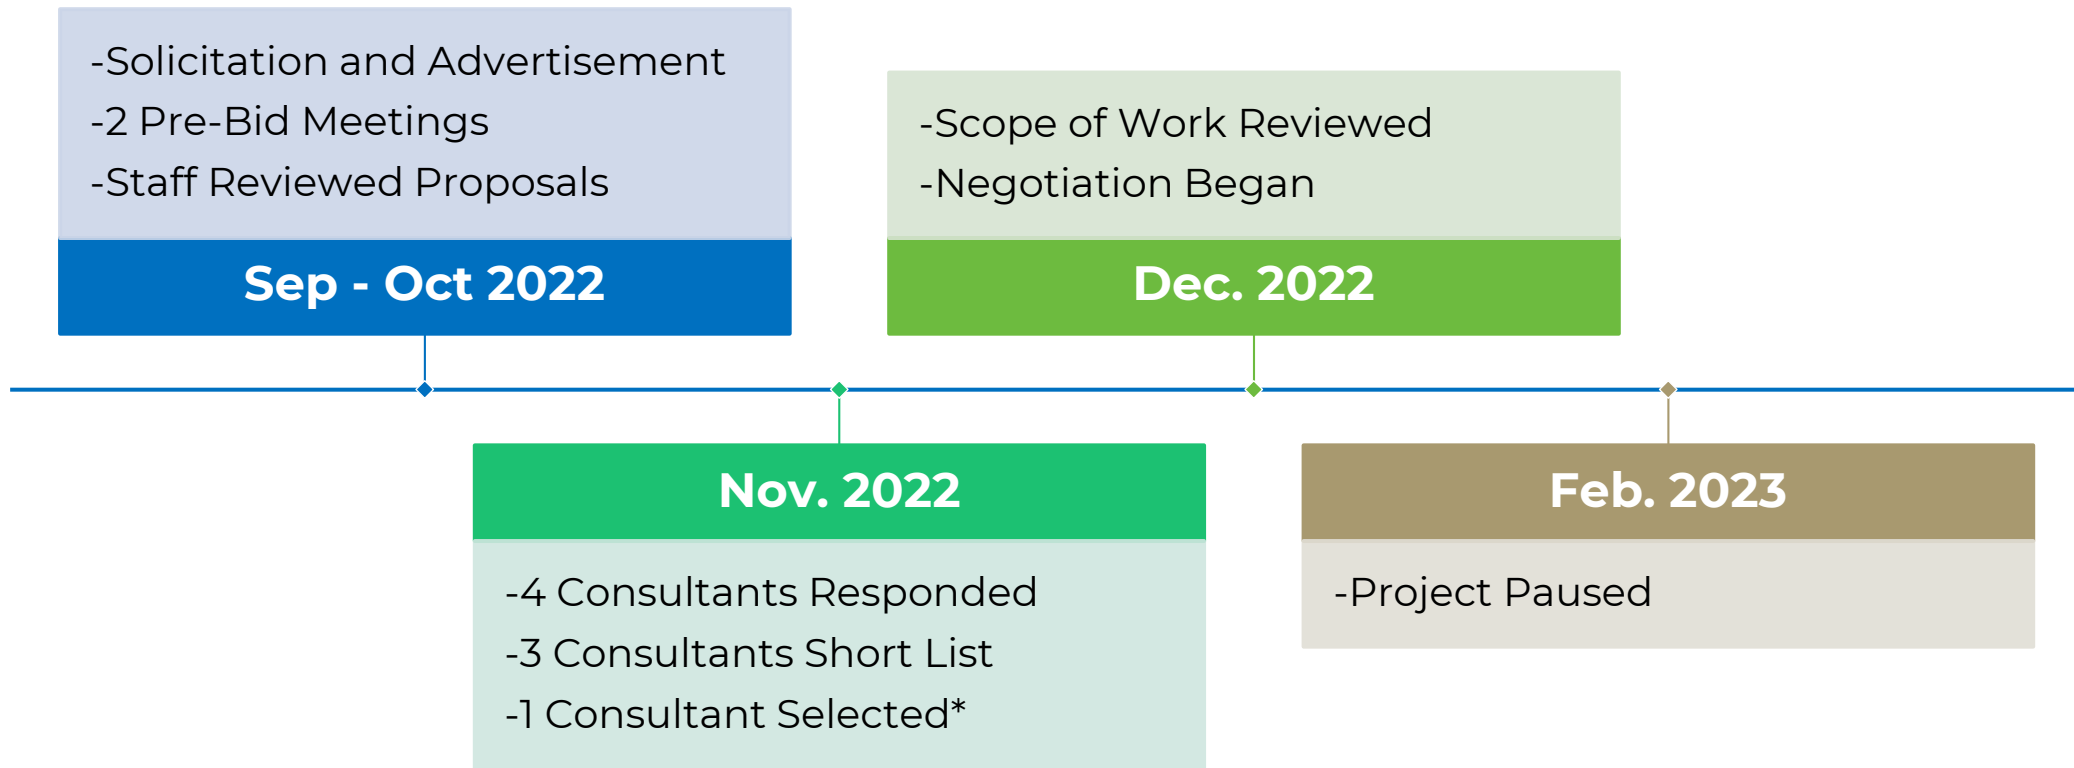 -Solicitation and Advertisement
-2 Pre-Bid Meetings
-Staff Reviewed Proposals
Sep - Oct 2022
Nov. 2022
-4 Consultants Responded
-3 Consultants Short List
-1 Consultant Selected*
-Scope of Work Reviewed
-Negotiation Began
Dec. 2022
Feb. 2023
-Project Paused